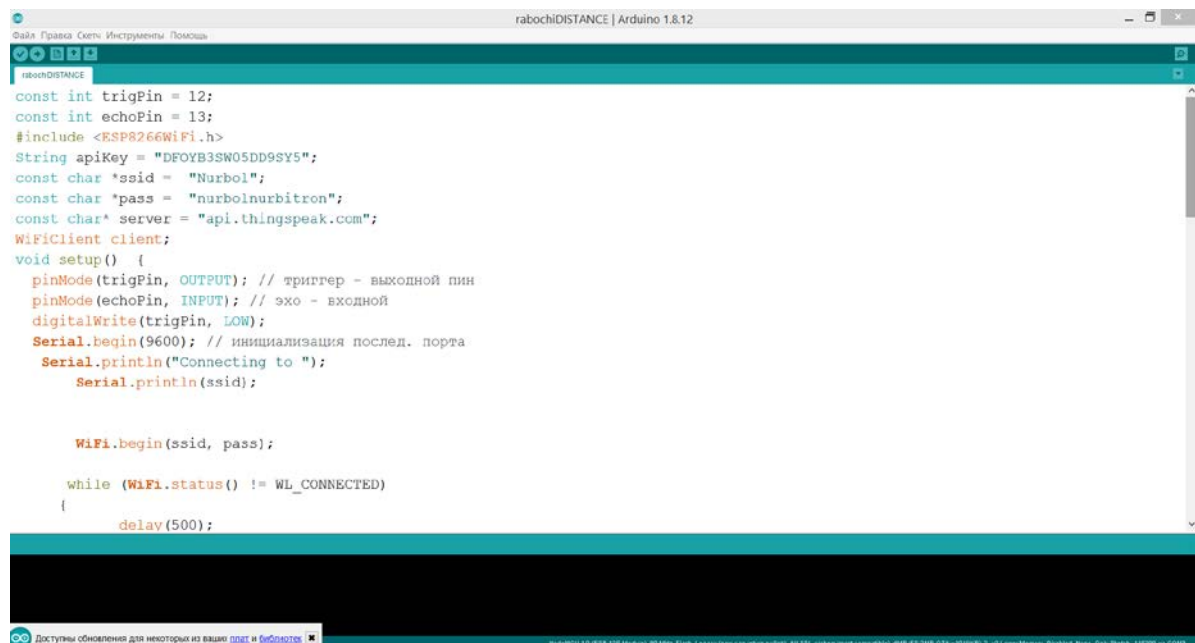 rabochiDISTANCE | Arduino 1.8.12
Файл Правка Скетч Инструменты Помощь
rabochiDISTANCE
const int trigPin = 12;
const int echoPin = 13;
#include <ESP8266WiFi.h>
String apiKey = "DFOYB3SW05DD9SY5";
const char *ssid =  "Nurbol";
const char *pass =  "nurbolnurbitron";
const char* server = "api.thingspeak.com";
WiFiClient client;
void setup()  {
pinMode(trigPin, OUTPUT); // триггер - выходной пин
pinMode(echoPin, INPUT); // эхо - входной
digitalWrite(trigPin, LOW);
Serial.begin(9600); // инициализация послед. порта
Serial.println("Connecting to ");
Serial.println(ssid);
WiFi.begin(ssid, pass);
while (WiFi.status() != WL_CONNECTED)
{
delay(500);
Доступны обновления для некоторых из ваших плат и библиотек